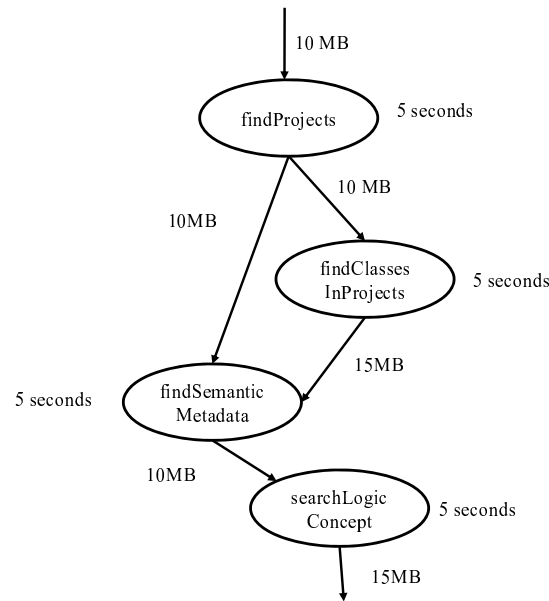 10 MB
findProjects
5 seconds
10MB
10 MB
findClasses
InProjects
5 seconds
15MB
5 seconds
findSemantic
Metadata
10MB
searchLogic
Concept
5 seconds
15MB